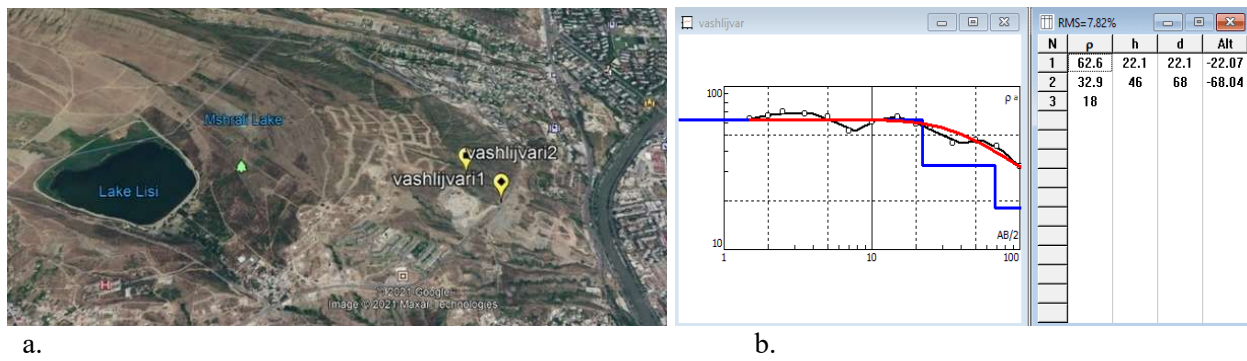 Mshrali Lake
Lake Lisi
vashlijvari2
vashlijvari1
© 2021 Google
Image © 2021 Maxar Technologies
a.
vashlijvar
100
10
ρ a
AB/2
1 10 100
RMS=7.82%
N ρ h d Alt
1 62.6 22.1 22.1 -22.07
2 32.9 46 68 -68.04
3 18
b.